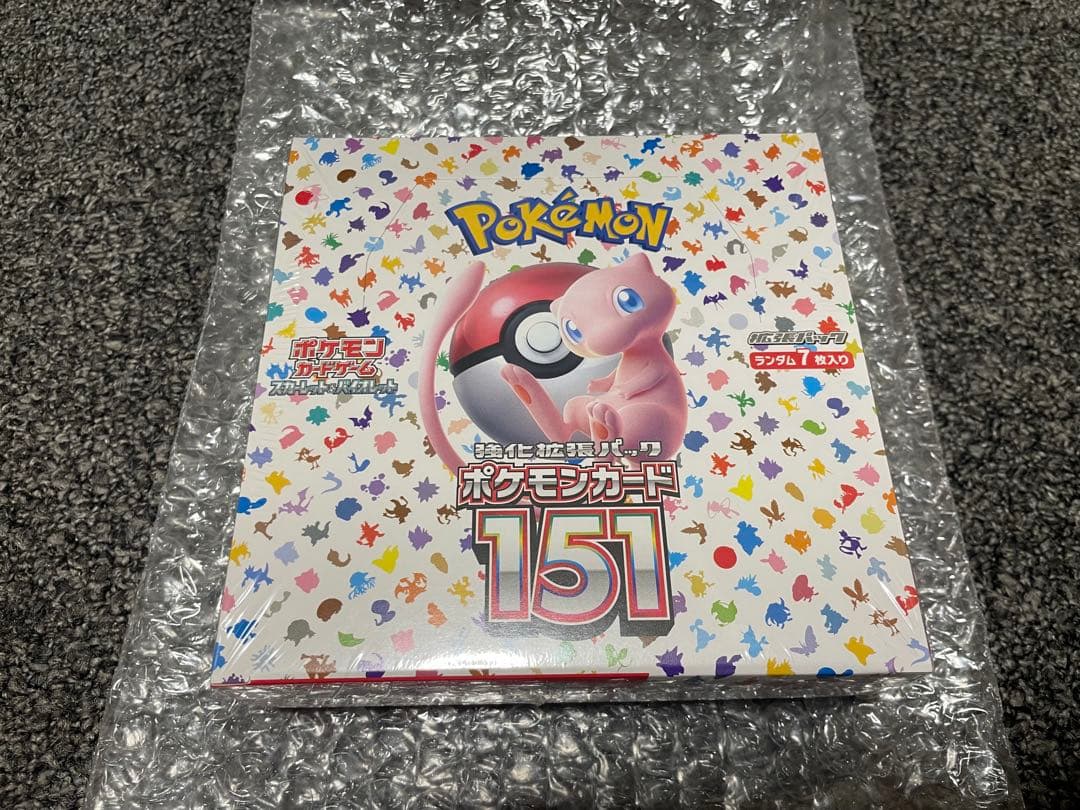 POKéMON
ポケモン
カードゲーム
スカーレット&バイオレット
拡張パック
ランダム7枚入り
強化拡張パック
ポケモンカード
151